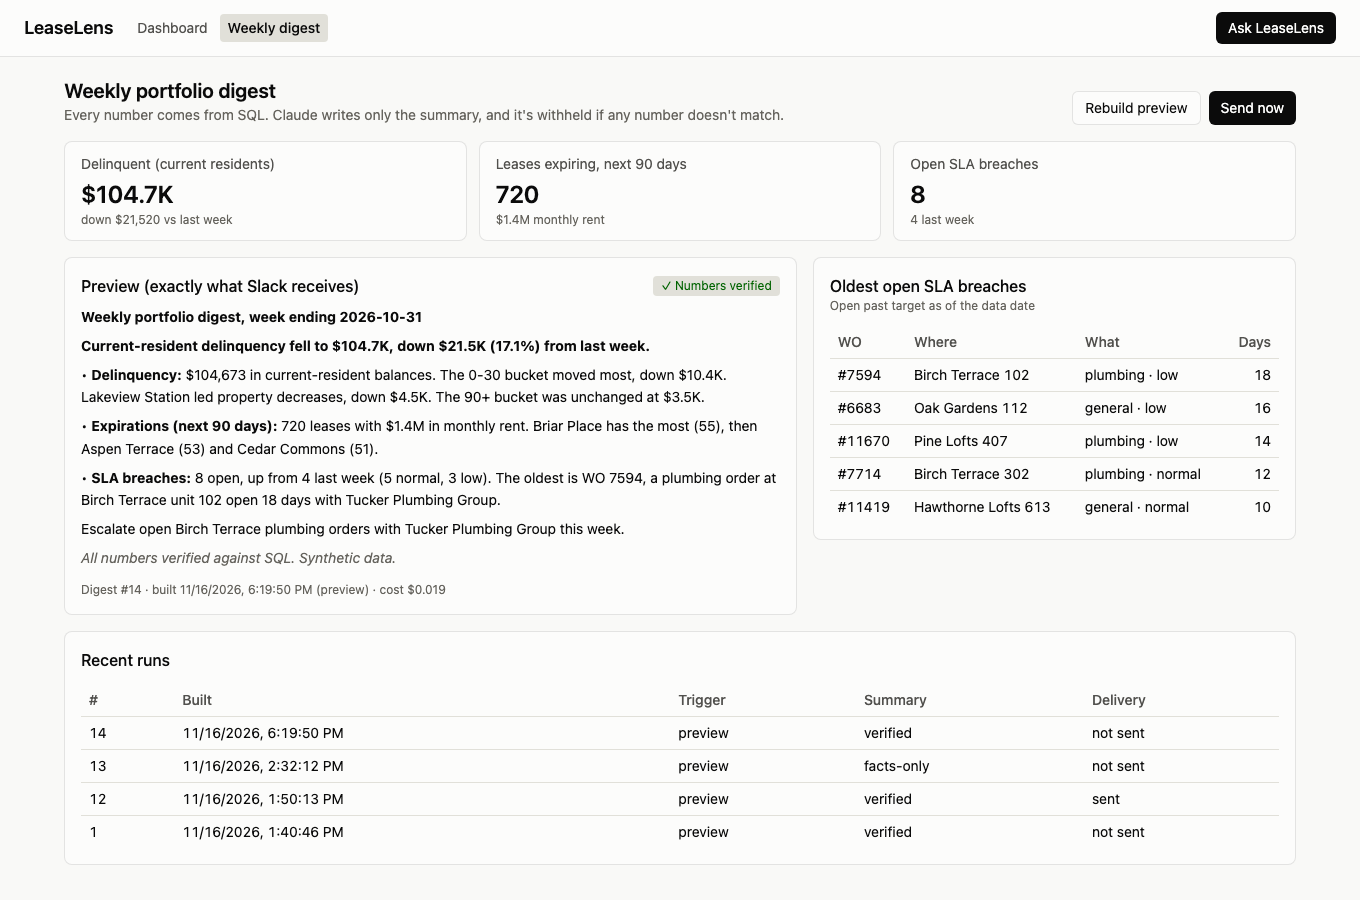 LeaseLens
Dashboard
Weekly digest
Ask LeaseLens
Weekly portfolio digest
Every number comes from SQL. Claude writes only the summary, and it's withheld if any number doesn't match.
Rebuild preview
Send now
Delinquent (current residents)
$104.7K
down $21,520 vs last week
Leases expiring, next 90 days
720
$1.4M monthly rent
Open SLA breaches
8
4 last week
Preview (exactly what Slack receives)
✓ Numbers verified
Weekly portfolio digest, week ending 2026-10-31
Current-resident delinquency fell to $104.7K, down $21.5K (17.1%) from last week.
• Delinquency: $104,673 in current-resident balances. The 0-30 bucket moved most, down $10.4K.
Lakeview Station led property decreases, down $4.5K. The 90+ bucket was unchanged at $3.5K.
• Expirations (next 90 days): 720 leases with $1.4M in monthly rent. Briar Place has the most (55), then
Aspen Terrace (53) and Cedar Commons (51).
• SLA breaches: 8 open, up from 4 last week (5 normal, 3 low). The oldest is WO 7594, a plumbing order at
Birch Terrace unit 102 open 18 days with Tucker Plumbing Group.
Escalate open Birch Terrace plumbing orders with Tucker Plumbing Group this week.
All numbers verified against SQL. Synthetic data.
Digest #14 · built 11/16/2026, 6:19:50 PM (preview) · cost $0.019
Oldest open SLA breaches
Open past target as of the data date
WO Where What Days
#7594 Birch Terrace 102 plumbing · low 18
#6683 Oak Gardens 112 general · low 16
#11670 Pine Lofts 407 plumbing · low 14
#7714 Birch Terrace 302 plumbing · normal 12
#11419 Hawthorne Lofts 613 general · normal 10
Recent runs
# Built Trigger Summary Delivery
14 11/16/2026, 6:19:50 PM preview verified not sent
13 11/16/2026, 2:32:12 PM preview facts-only not sent
12 11/16/2026, 1:50:13 PM preview verified sent
1 11/16/2026, 1:40:46 PM preview verified not sent